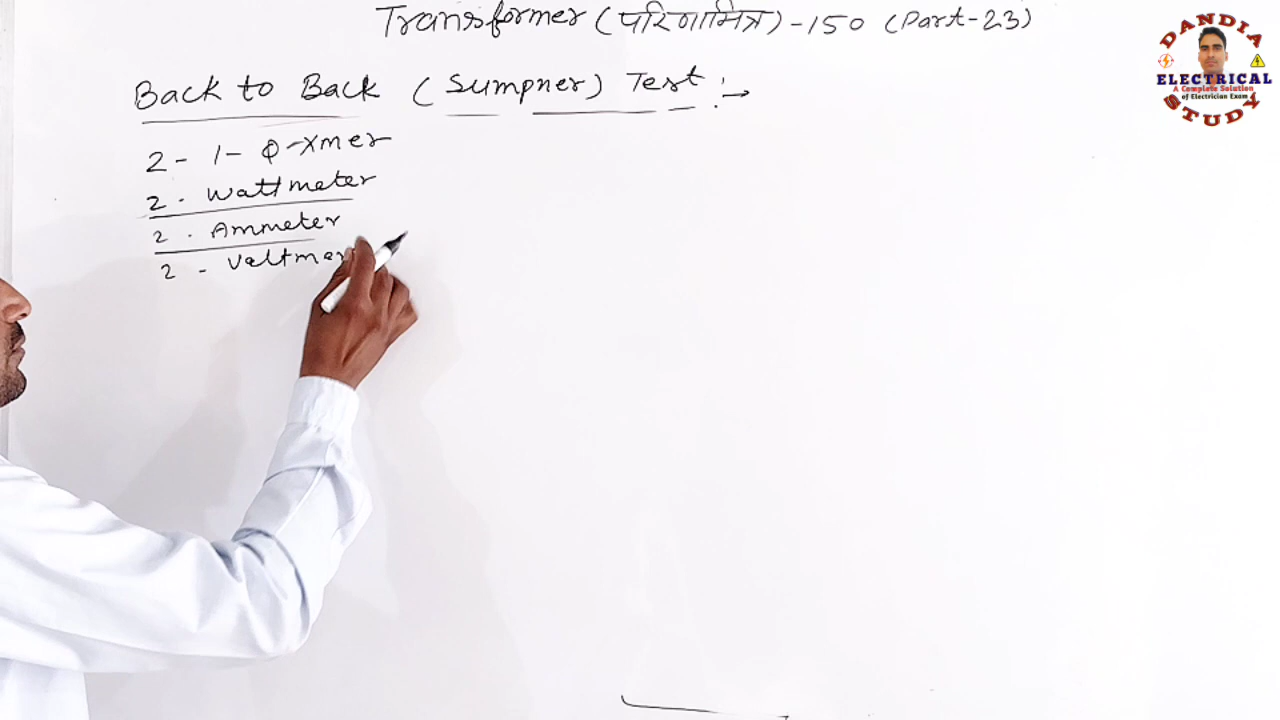 Transformer (परिणामित्र) - 150 (Part-23)
Back to Back (Sumpner) Test :→
2 - 1 - Φ - Xmer
2 . Wattmeter
2 . Ammeter
2 -
DANDIA
ELECTRICAL
A Complete Solution
of Electrician Exam
STUDY